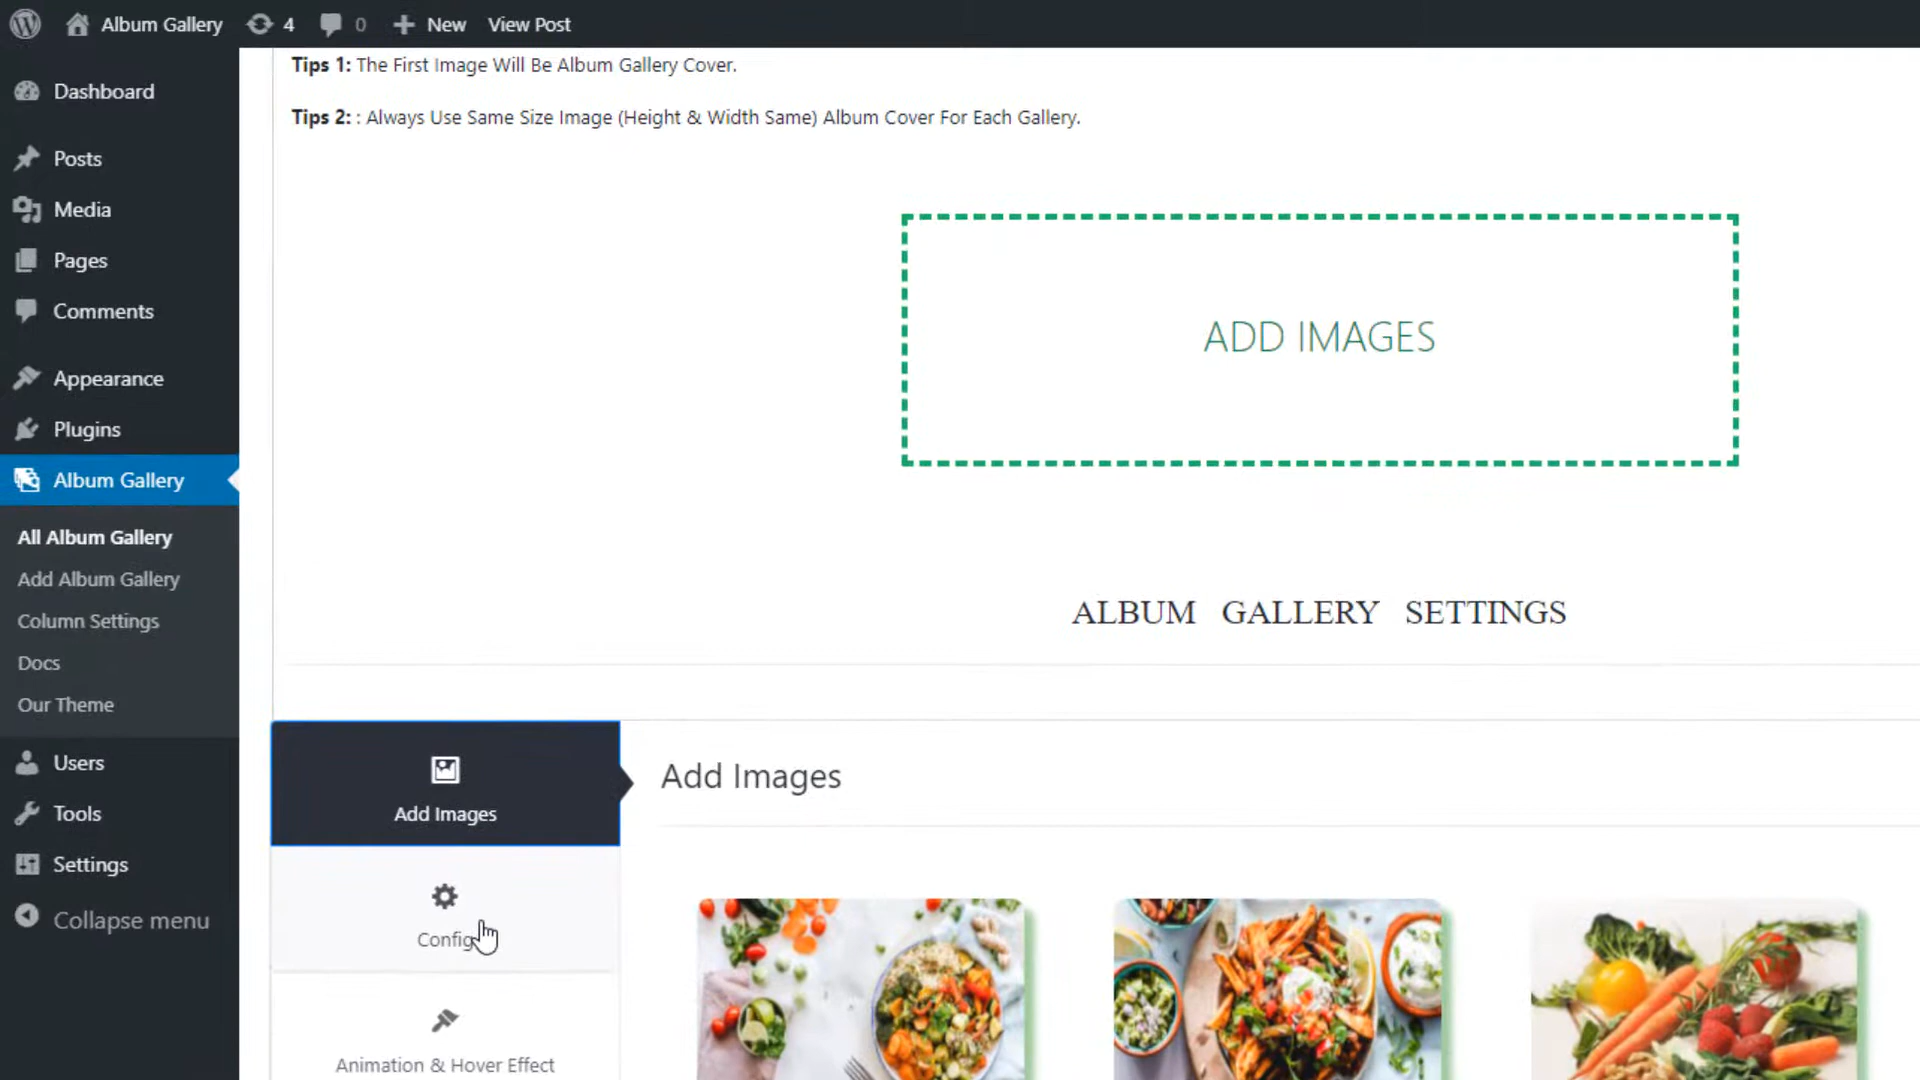 Album Gallery 4 0 New View Post
Tips 1: The First Image Will Be Album Gallery Cover.
Tips 2: : Always Use Same Size Image (Height & Width Same) Album Cover For Each Gallery.
Dashboard
Posts
Media
Pages
Comments
Appearance
Plugins
Album Gallery
All Album Gallery
Add Album Gallery
Column Settings
Docs
Our Theme
Users
Tools
Settings
Collapse menu
ADD IMAGES
ALBUM GALLERY SETTINGS
Add Images
Config
Animation & Hover Effect
Add Images